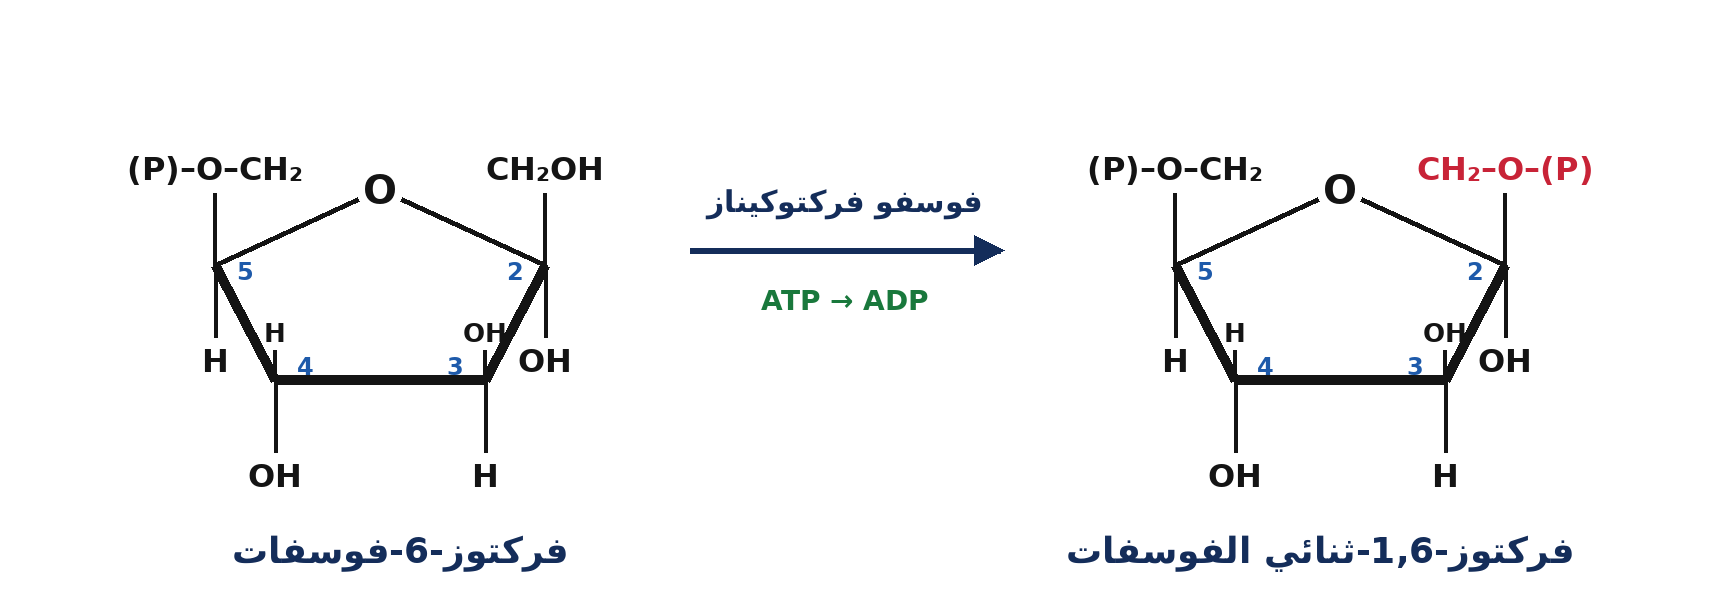 (P)–O–CH₂
O
CH₂OH
5
2
H
OH
H
4
3
OH
OH
H
فركتوز-6-فوسفات
فوسفو فركتوكيناز
ATP → ADP
(P)–O–CH₂
O
CH₂–O–(P)
5
2
H
OH
H
4
3
OH
OH
H
فركتوز-1,6-ثنائي الفوسفات